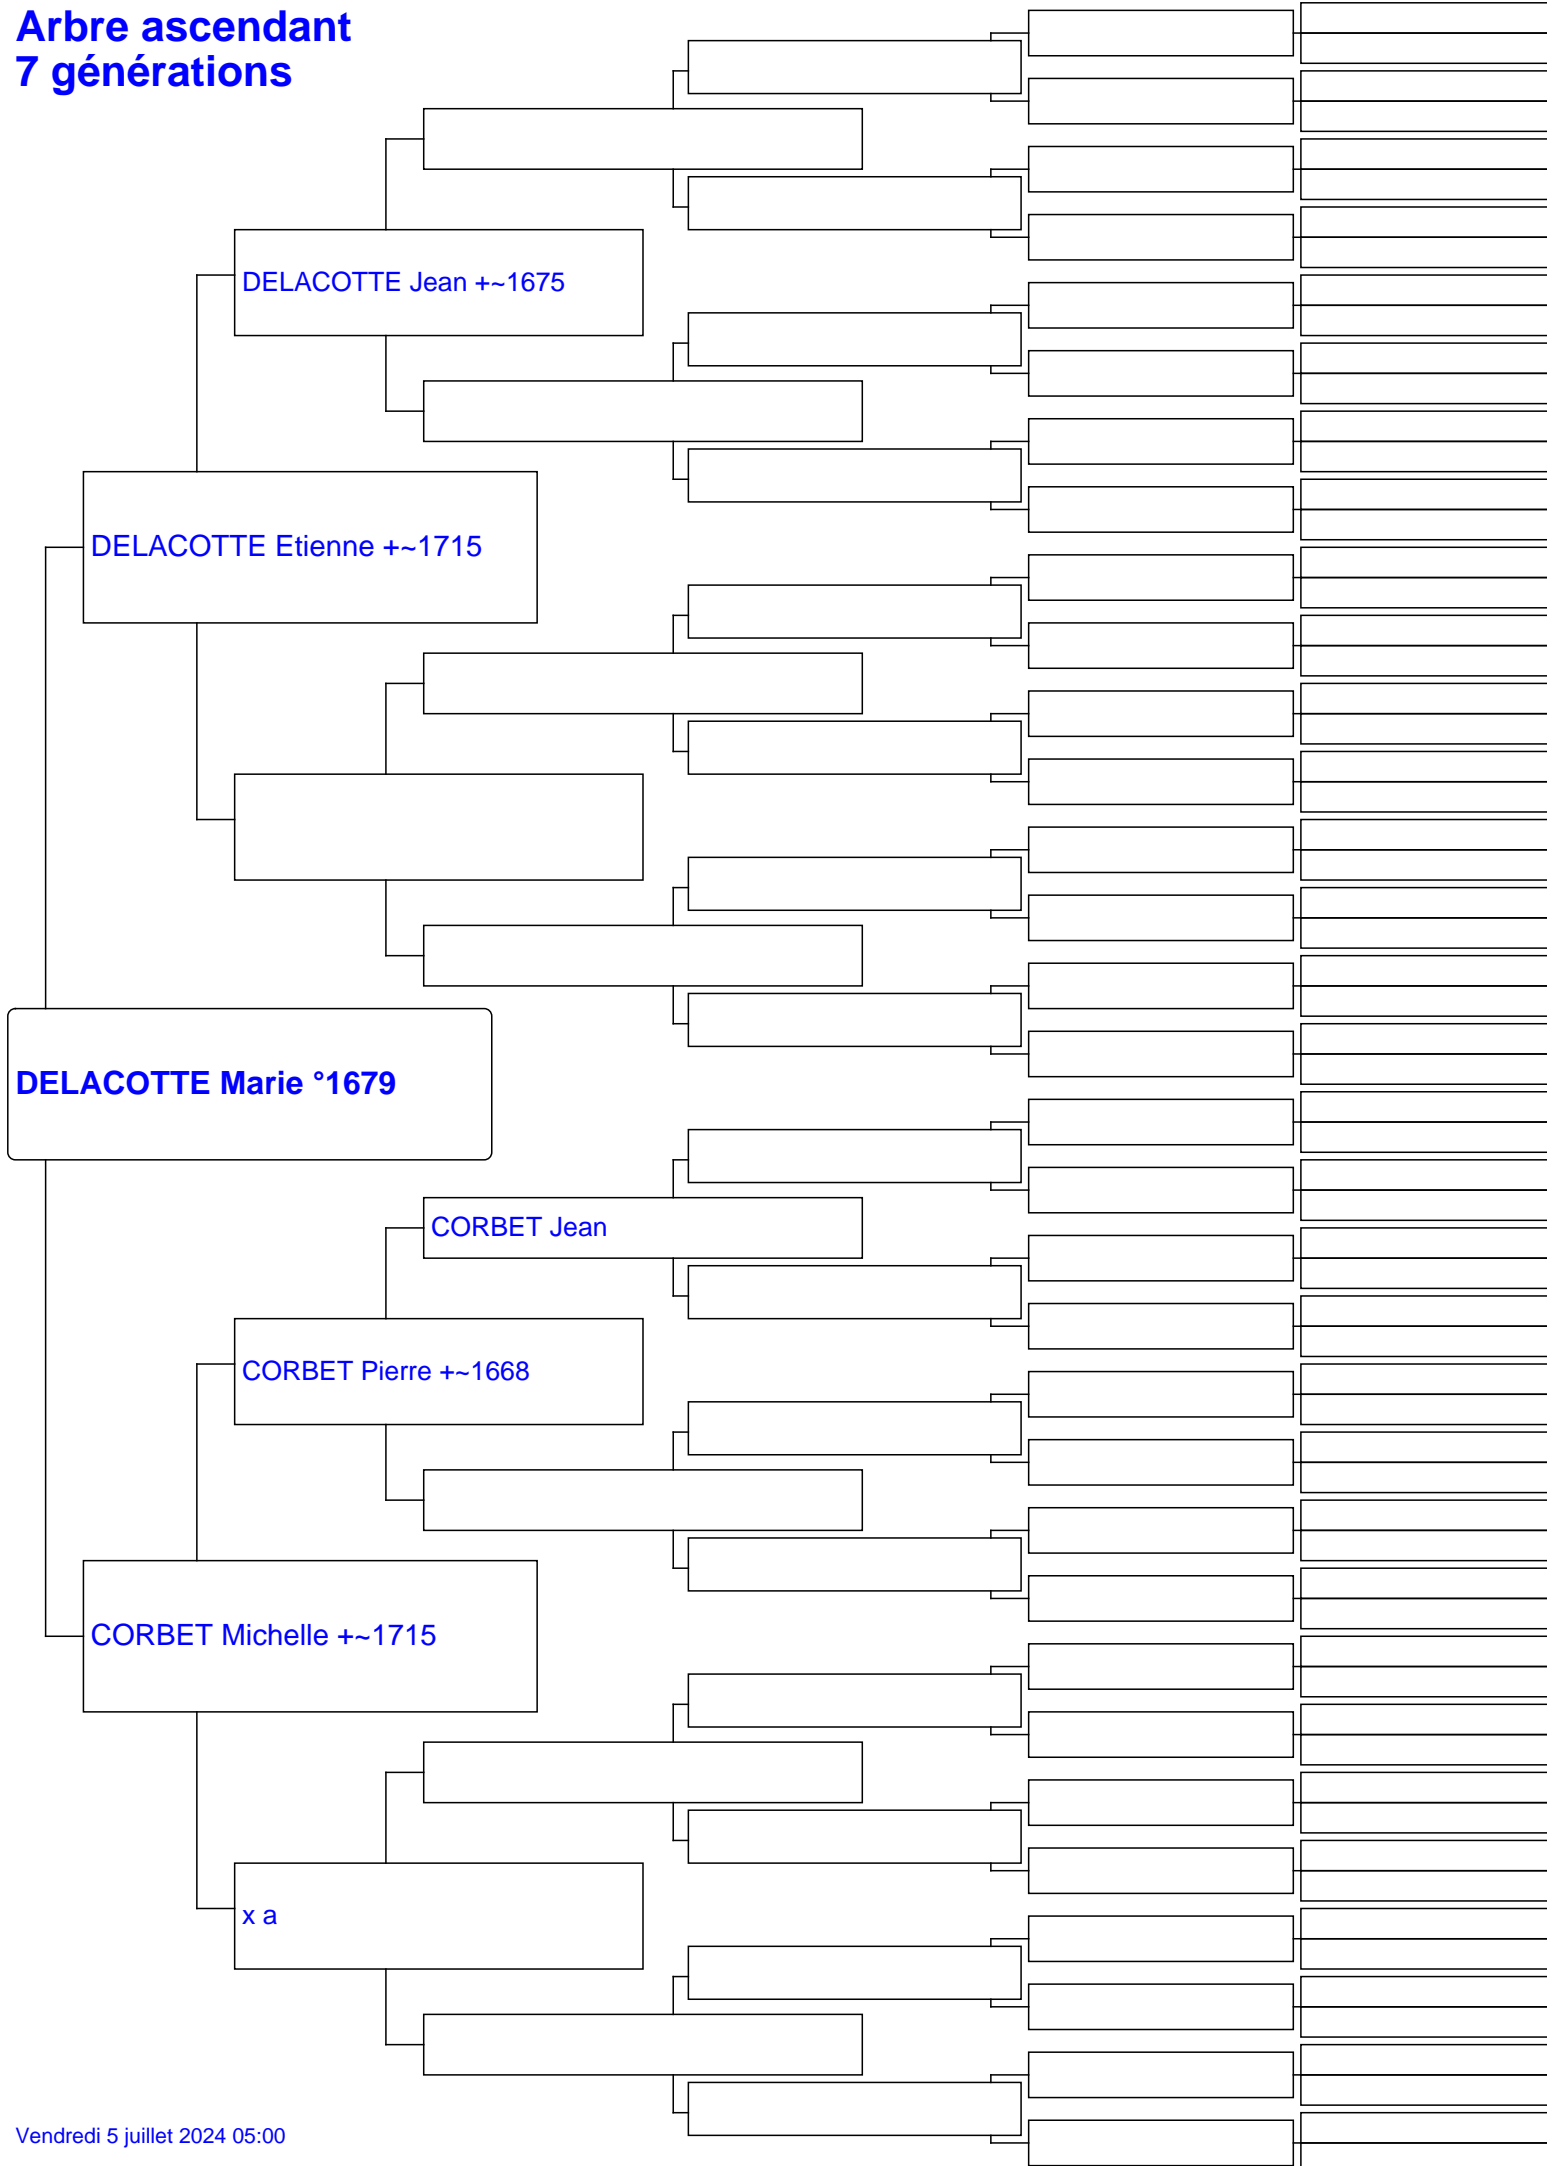 Arbre ascendant
7 générations
DELACOTTE Jean +~1675
DELACOTTE Etienne +~1715
DELACOTTE Marie °1679
CORBET Jean
CORBET Pierre +~1668
CORBET Michelle +~1715
x a
Vendredi 5 juillet 2024 05:00